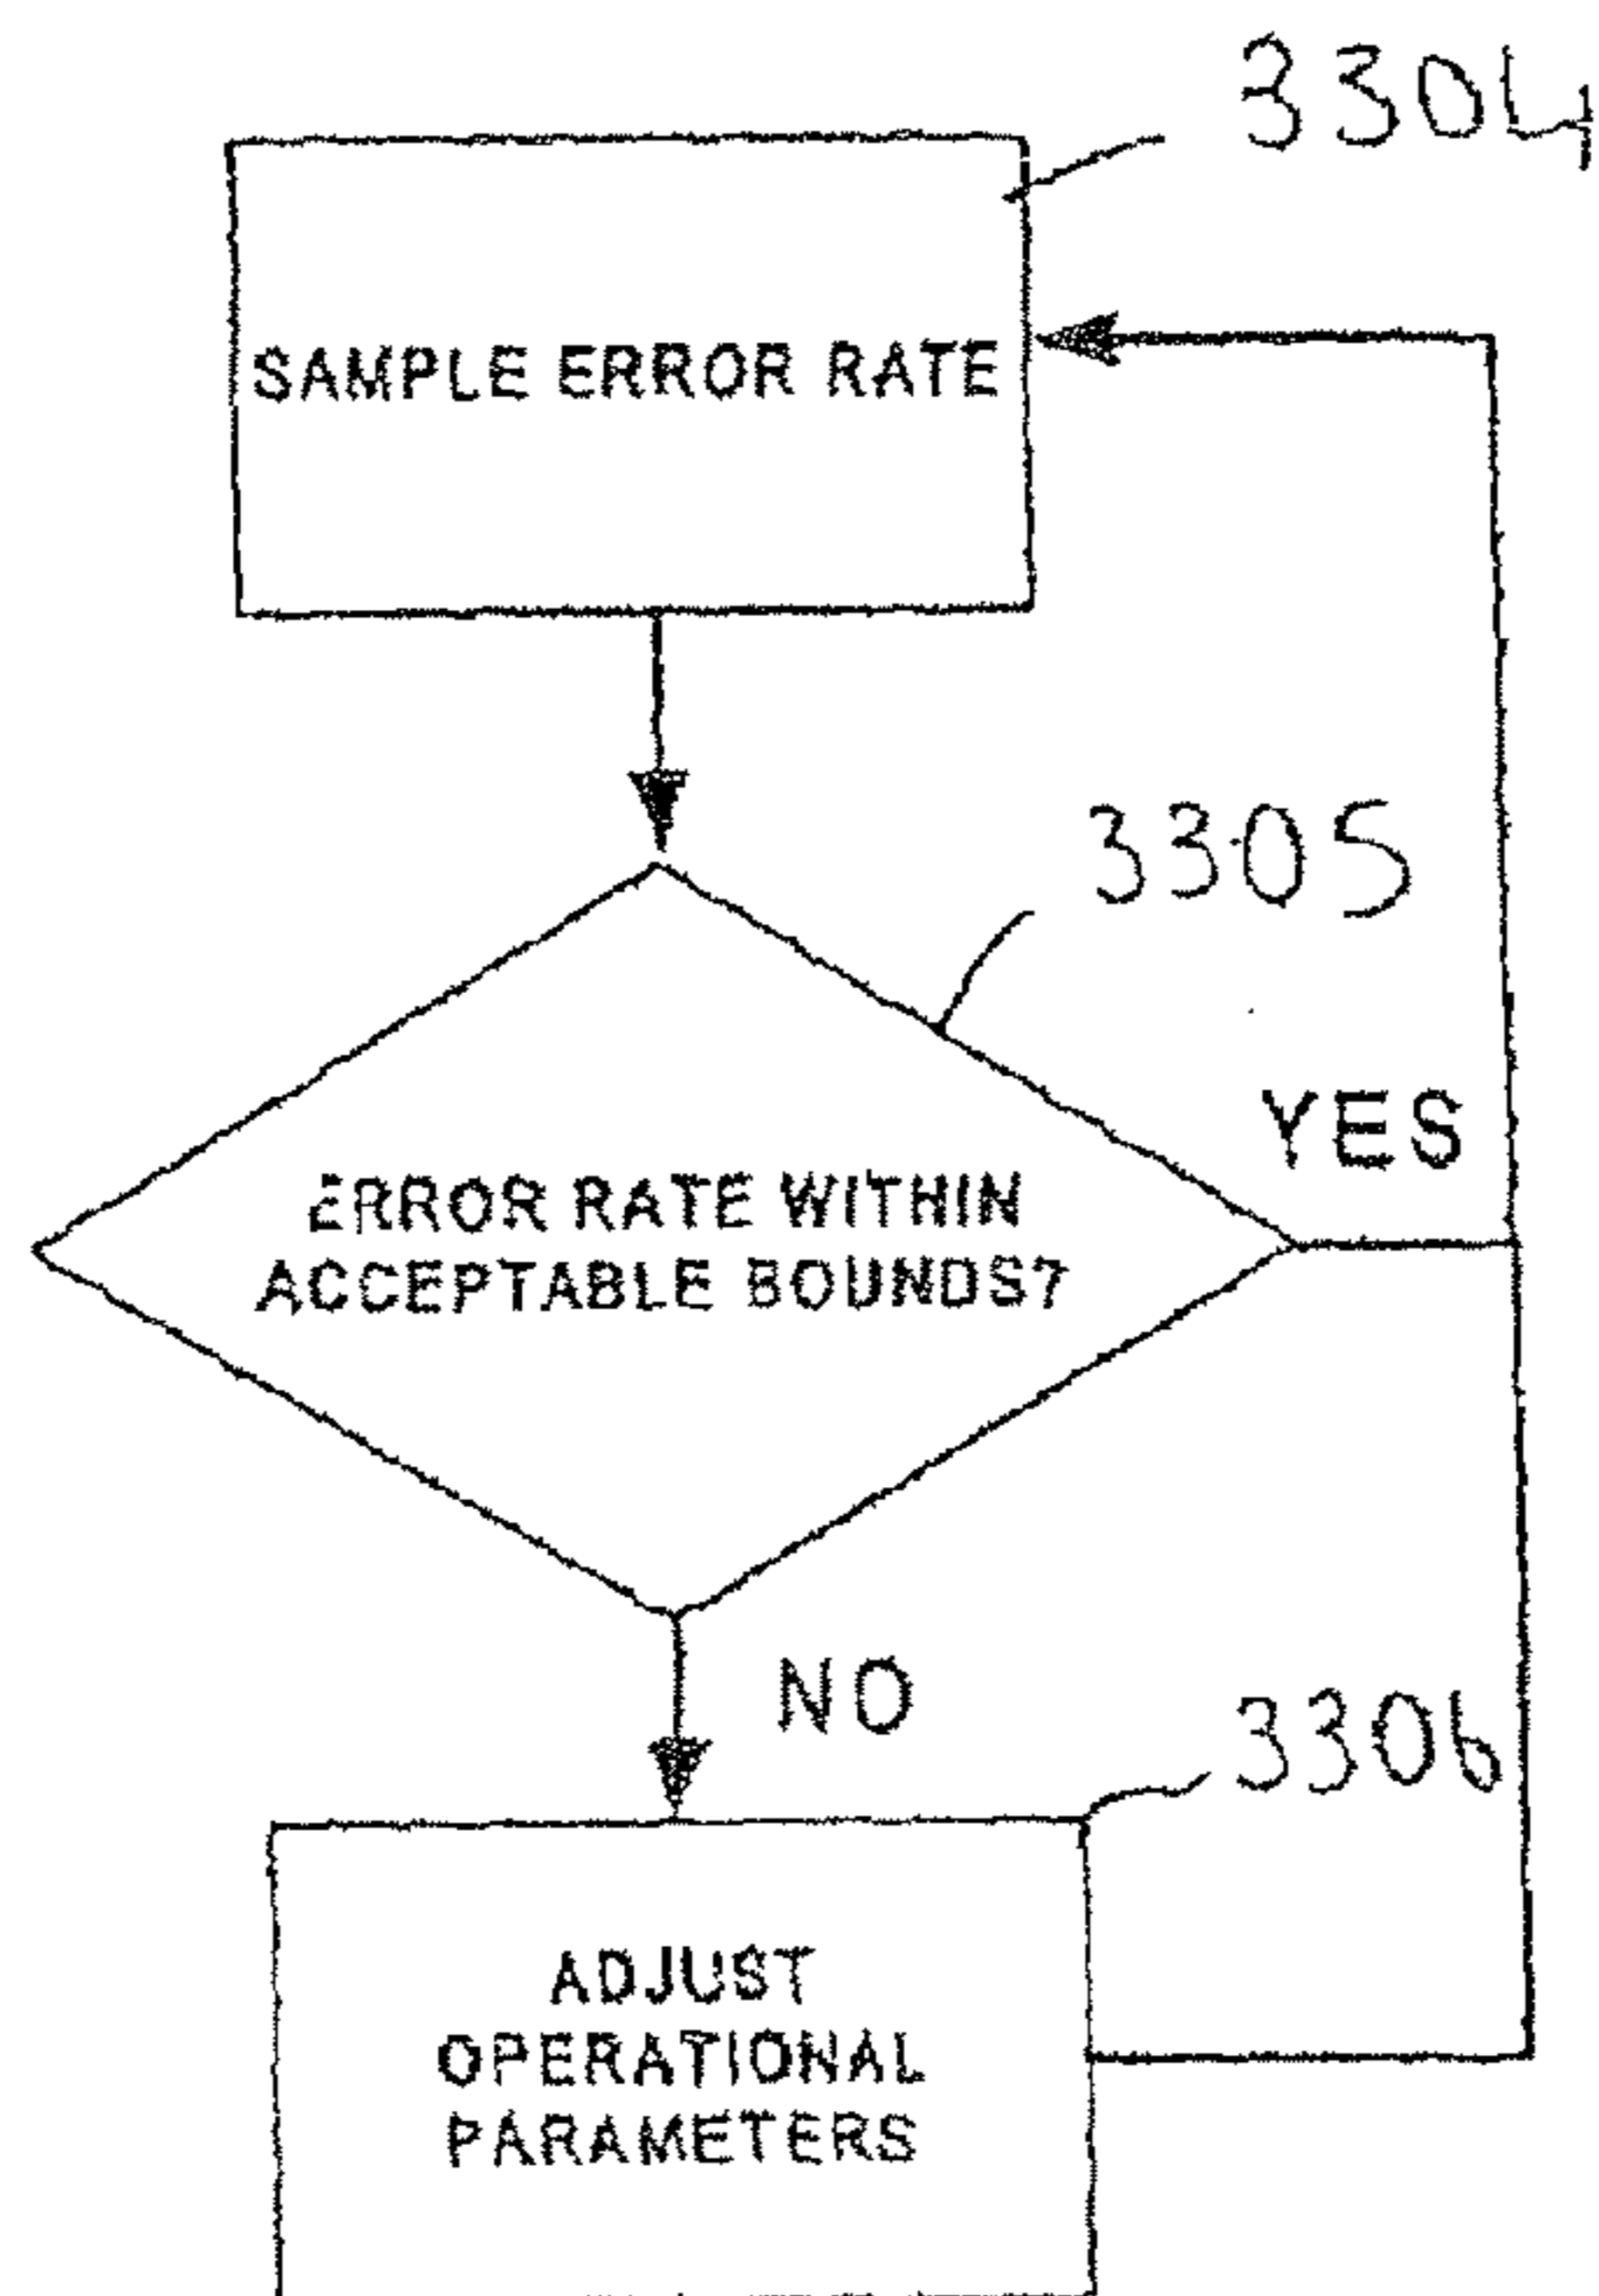 3304
SAMPLE ERROR RATE
3305
YES
ERROR RATE WITHIN
ACCEPTABLE BOUNDS?
NO
3306
ADJUST
OPERATIONAL
PARAMETERS